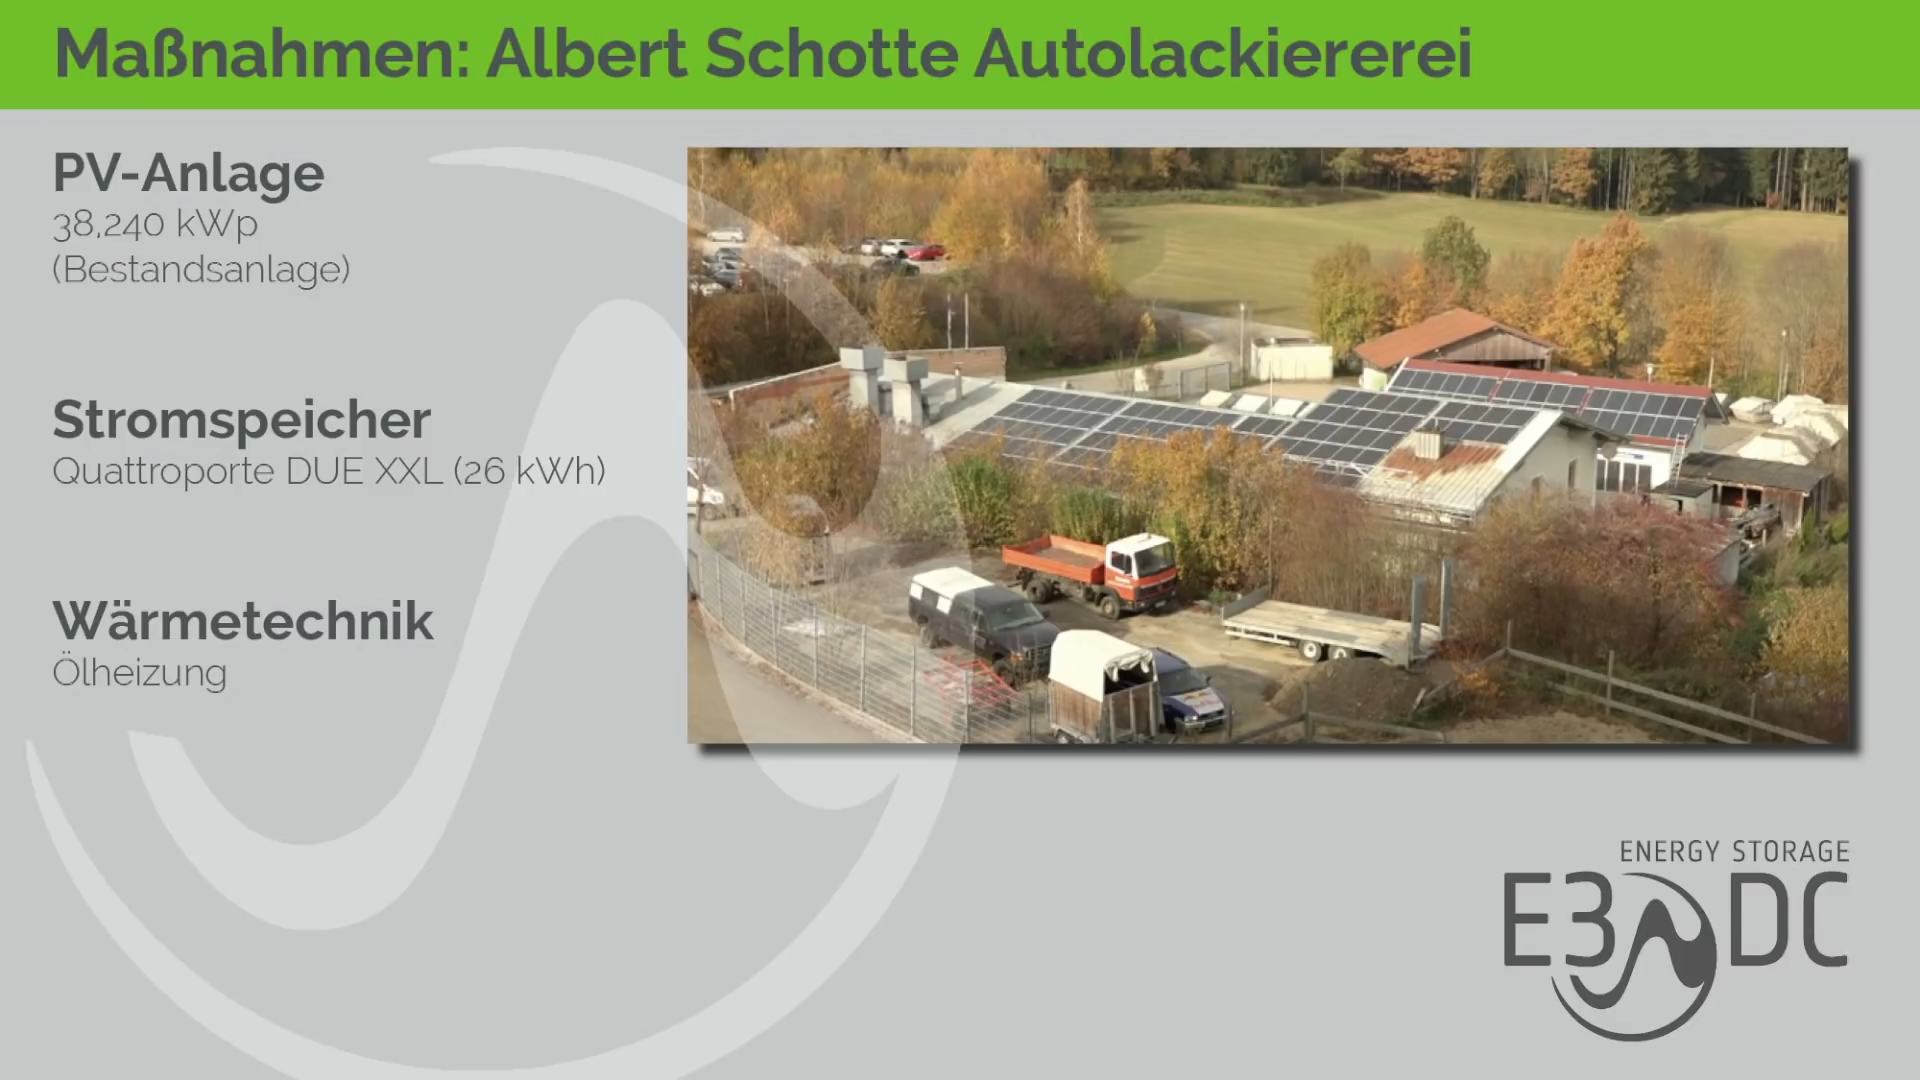 Maßnahmen: Albert Schotte Autolackiererei
PV-Anlage
38,240 kWp
(Bestandsanlage)
Stromspeicher
Quattroporte DUE XXL (26 kWh)
Wärmetechnik
Ölheizung
ENERGY STORAGE
E3DC